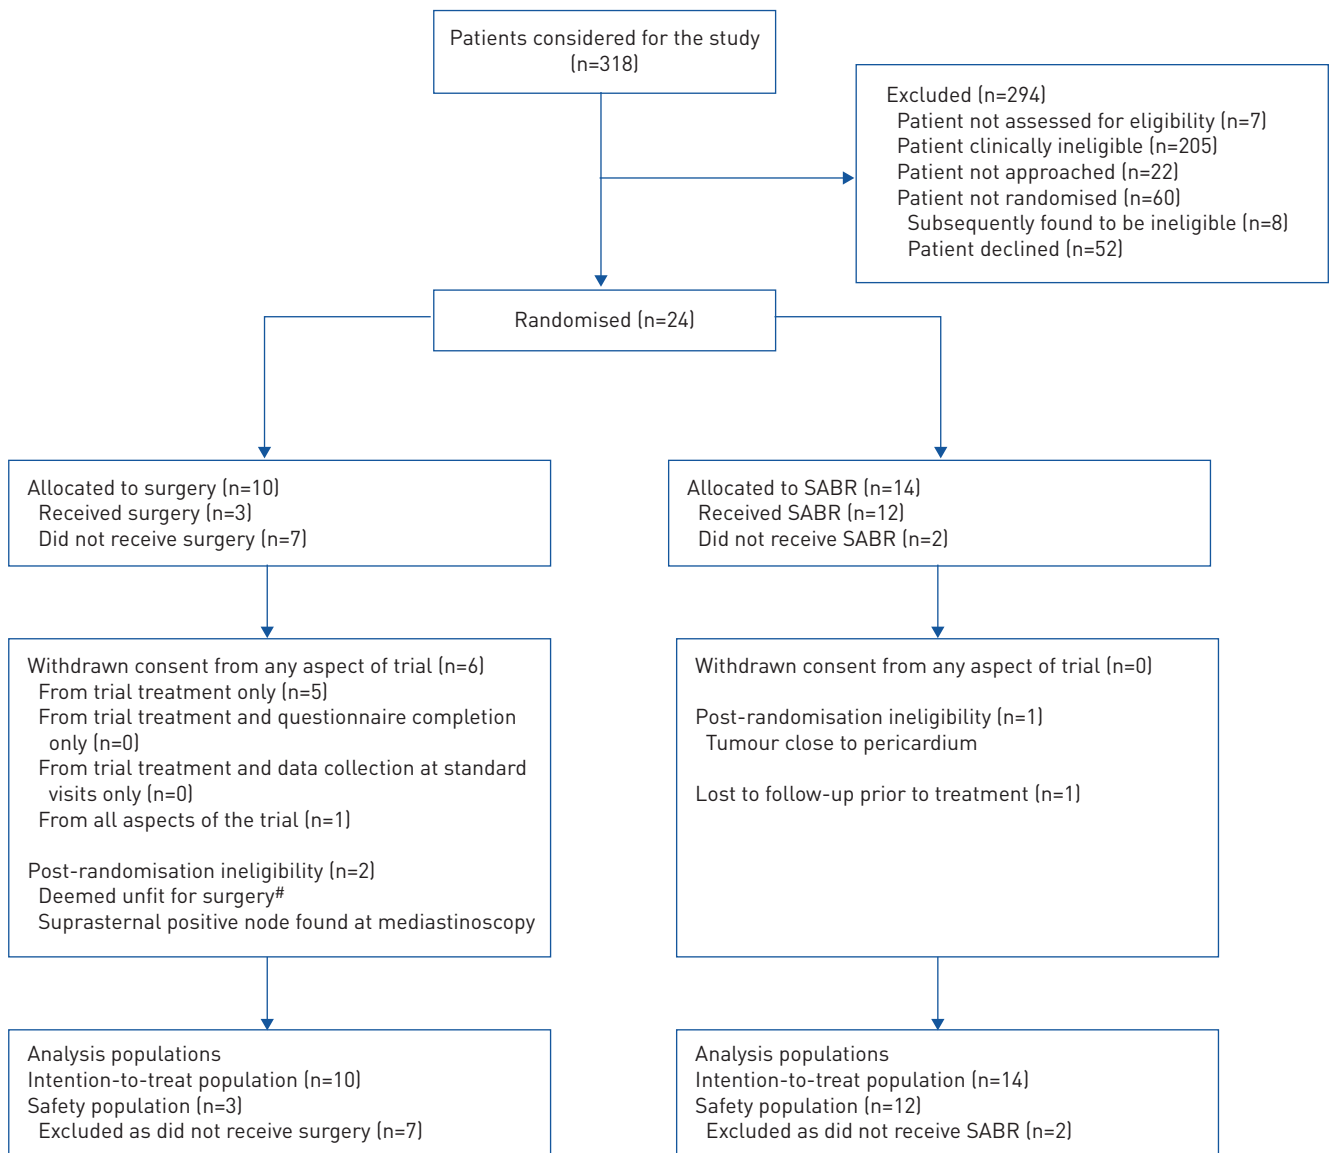 Patients considered for the study
(n=318)
Excluded (n=294)
Patient not assessed for eligibility (n=7)
Patient clinically ineligible (n=205)
Patient not approached (n=22)
Patient not randomised (n=60)
Subsequently found to be ineligible (n=8)
Patient declined (n=52)
Randomised (n=24)
Allocated to surgery (n=10)
Received surgery (n=3)
Did not receive surgery (n=7)
Allocated to SABR (n=14)
Received SABR (n=12)
Did not receive SABR (n=2)
Withdrawn consent from any aspect of trial (n=6)
From trial treatment only (n=5)
From trial treatment and questionnaire completion
only (n=0)
From trial treatment and data collection at standard
visits only (n=0)
From all aspects of the trial (n=1)
Post-randomisation ineligibility (n=2)
Deemed unfit for surgery#
Suprasternal positive node found at mediastinoscopy
Withdrawn consent from any aspect of trial (n=0)
Post-randomisation ineligibility (n=1)
Tumour close to pericardium
Lost to follow-up prior to treatment (n=1)
Analysis populations
Intention-to-treat population (n=10)
Safety population (n=3)
Excluded as did not receive surgery (n=7)
Analysis populations
Intention-to-treat population (n=14)
Safety population (n=12)
Excluded as did not receive SABR (n=2)